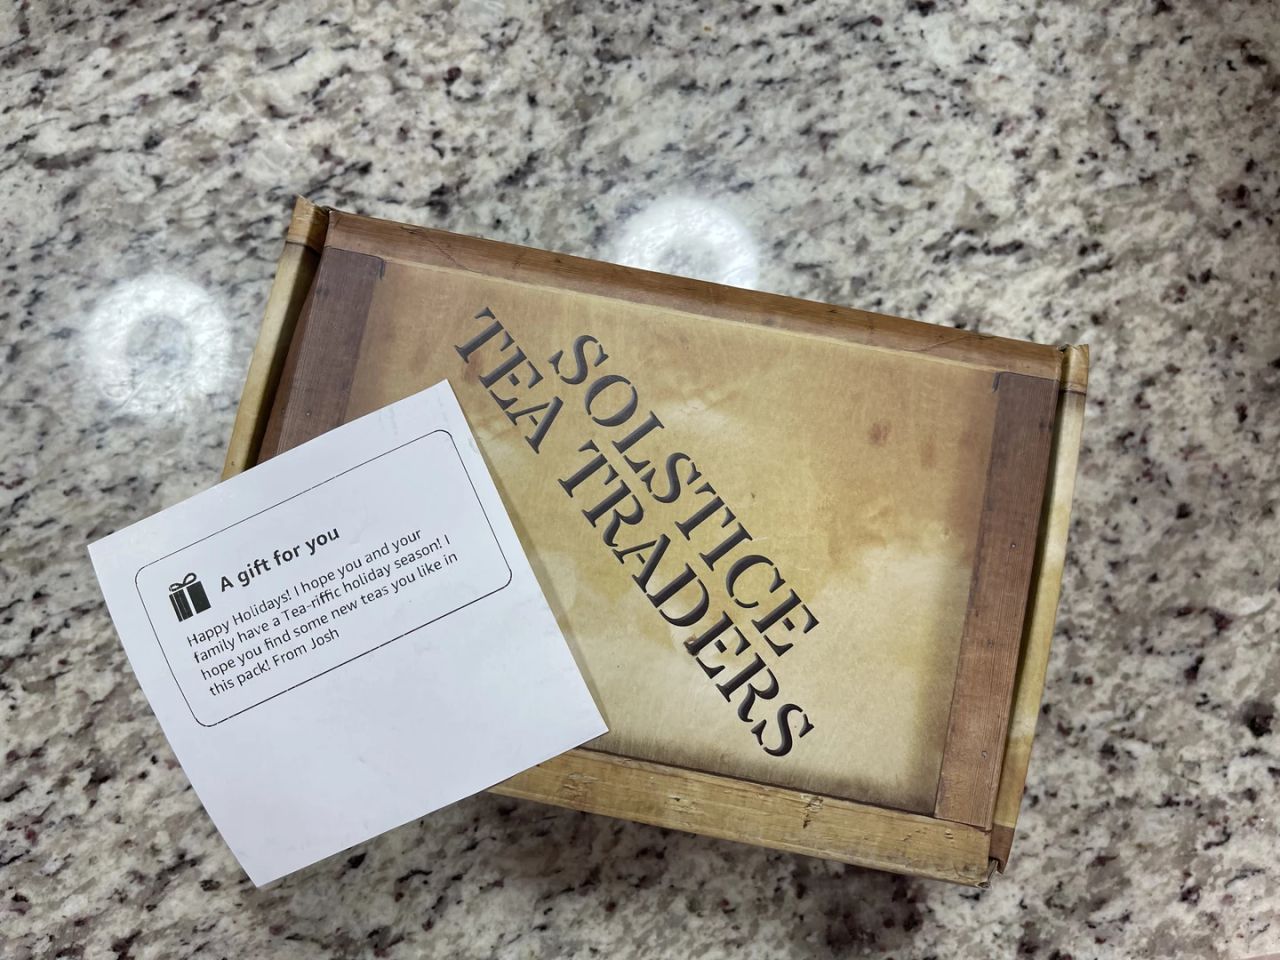 SOLSTICE
TEA TRADERS
A gift for you
Happy Holidays! I hope you and your
family have a Tea-riffic holiday season! I
hope you find some new teas you like in
this pack! From Josh